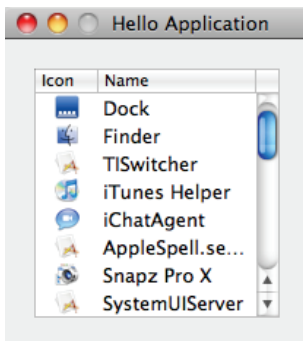 Hello Application
Icon Name
Dock
Finder
TISwitcher
iTunes Helper
iChatAgent
AppleSpell.se...
Snapz Pro X
SystemUIServer